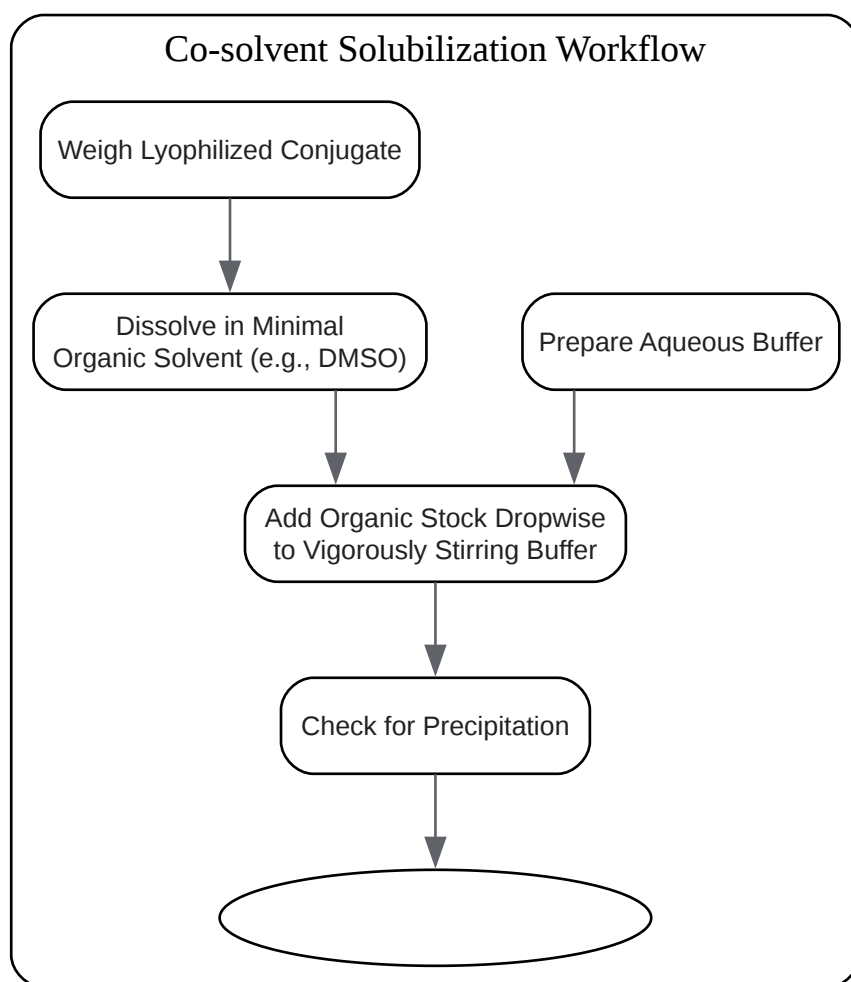 Co-solvent Solubilization Workflow
Weigh Lyophilized Conjugate
Dissolve in Minimal
Organic Solvent (e.g., DMSO)
Prepare Aqueous Buffer
Add Organic Stock Dropwise
to Vigorously Stirring Buffer
Check for Precipitation